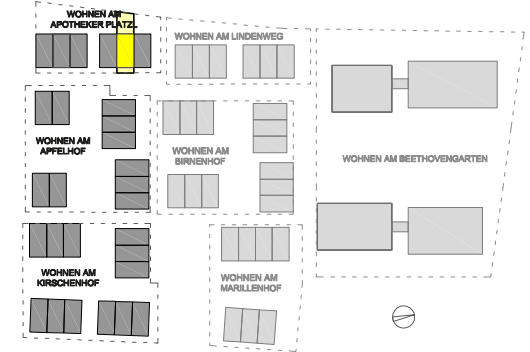 WOHNEN AM
APOTHEKER PLATZL
WOHNEN AM LINDENWEG
WOHNEN AM
APFELHOF
WOHNEN AM
BIRNENHOF
WOHNEN AM BEETHOVENGARTEN
WOHNEN AM
KIRSCHENHOF
WOHNEN AM
MARILLENHOF